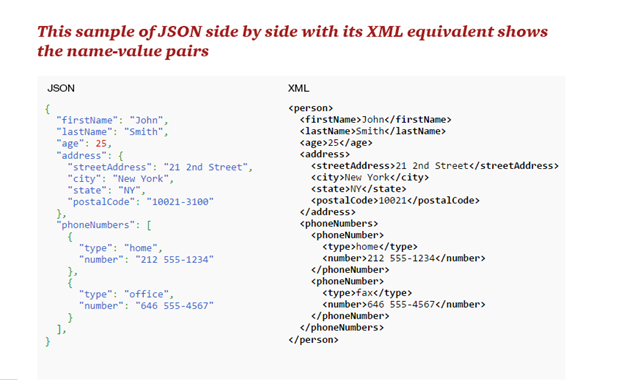 This sample of JSON side by side with its XML equivalent shows
the name-value pairs
JSON
{
"firstName": "John",
"lastName": "Smith",
"age": 25,
"address": {
"streetAddress": "21 2nd Street",
"city": "New York",
"state": "NY",
"postalCode": "10021-3100"
},
"phoneNumbers": [
{
"type": "home",
"number": "212 555-1234"
},
{
"type": "office",
"number": "646 555-4567"
}
],
}
XML
<person>
<firstName>John</firstName>
<lastName>Smith</lastName>
<age>25</age>
<address>
<streetAddress>21 2nd Street</streetAddress>
<city>New York</city>
<state>NY</state>
<postalCode>10021</postalCode>
</address>
<phoneNumbers>
<phoneNumber>
<type>home</type>
<number>212 555-1234</number>
</phoneNumber>
<phoneNumber>
<type>fax</type>
<number>646 555-4567</number>
</phoneNumber>
</phoneNumbers>
</person>